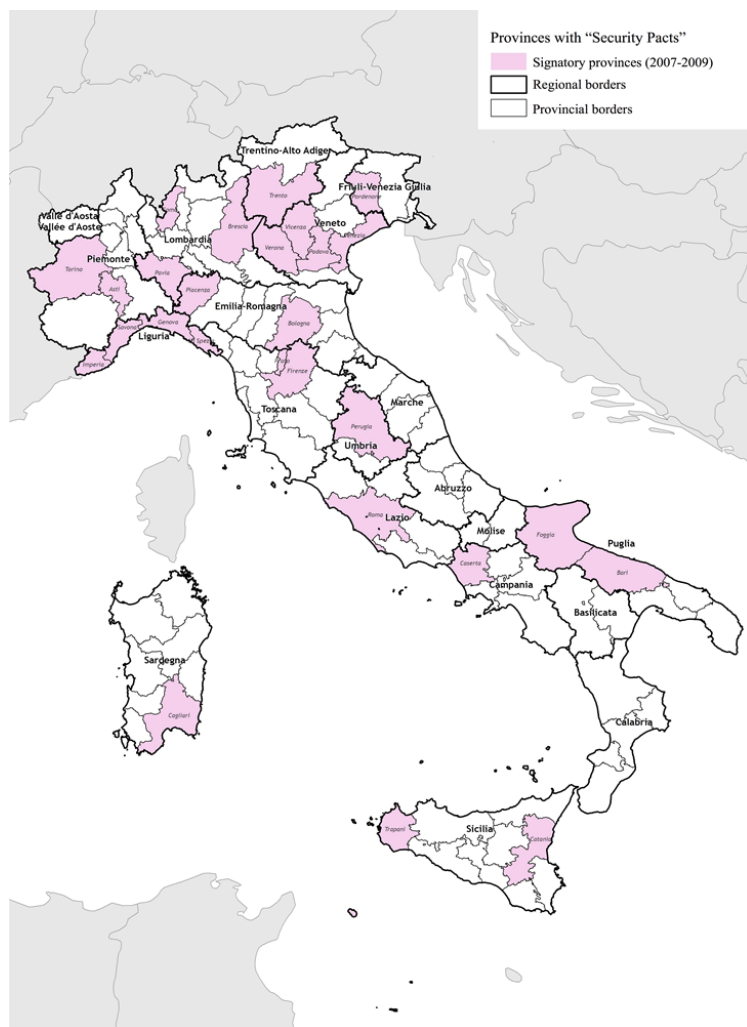 Provinces with “Security Pacts”
Signatory provinces (2007-2009)
Regional borders
Provincial borders
Trentino-Alto Adige
Friuli-Venezia Giulia
Trento
Pordenone
Valle d'Aosta
Vallée d'Aoste
Lombardia
Brescia
Vicenza
Veneto
Venezia
Verona
Padova
Piemonte
Torino
Asti
Pavia
Piacenza
Emilia-Romagna
Bologna
Savona
Genova
Liguria
Imperia
Prato
Firenze
Toscana
Marche
Perugia
Umbria
Abruzzo
Roma
Lazio
Molise
Foggia
Puglia
Bari
Caserta
Campania
Basilicata
Sardegna
Cagliari
Calabria
Trapani
Sicilia
Catania